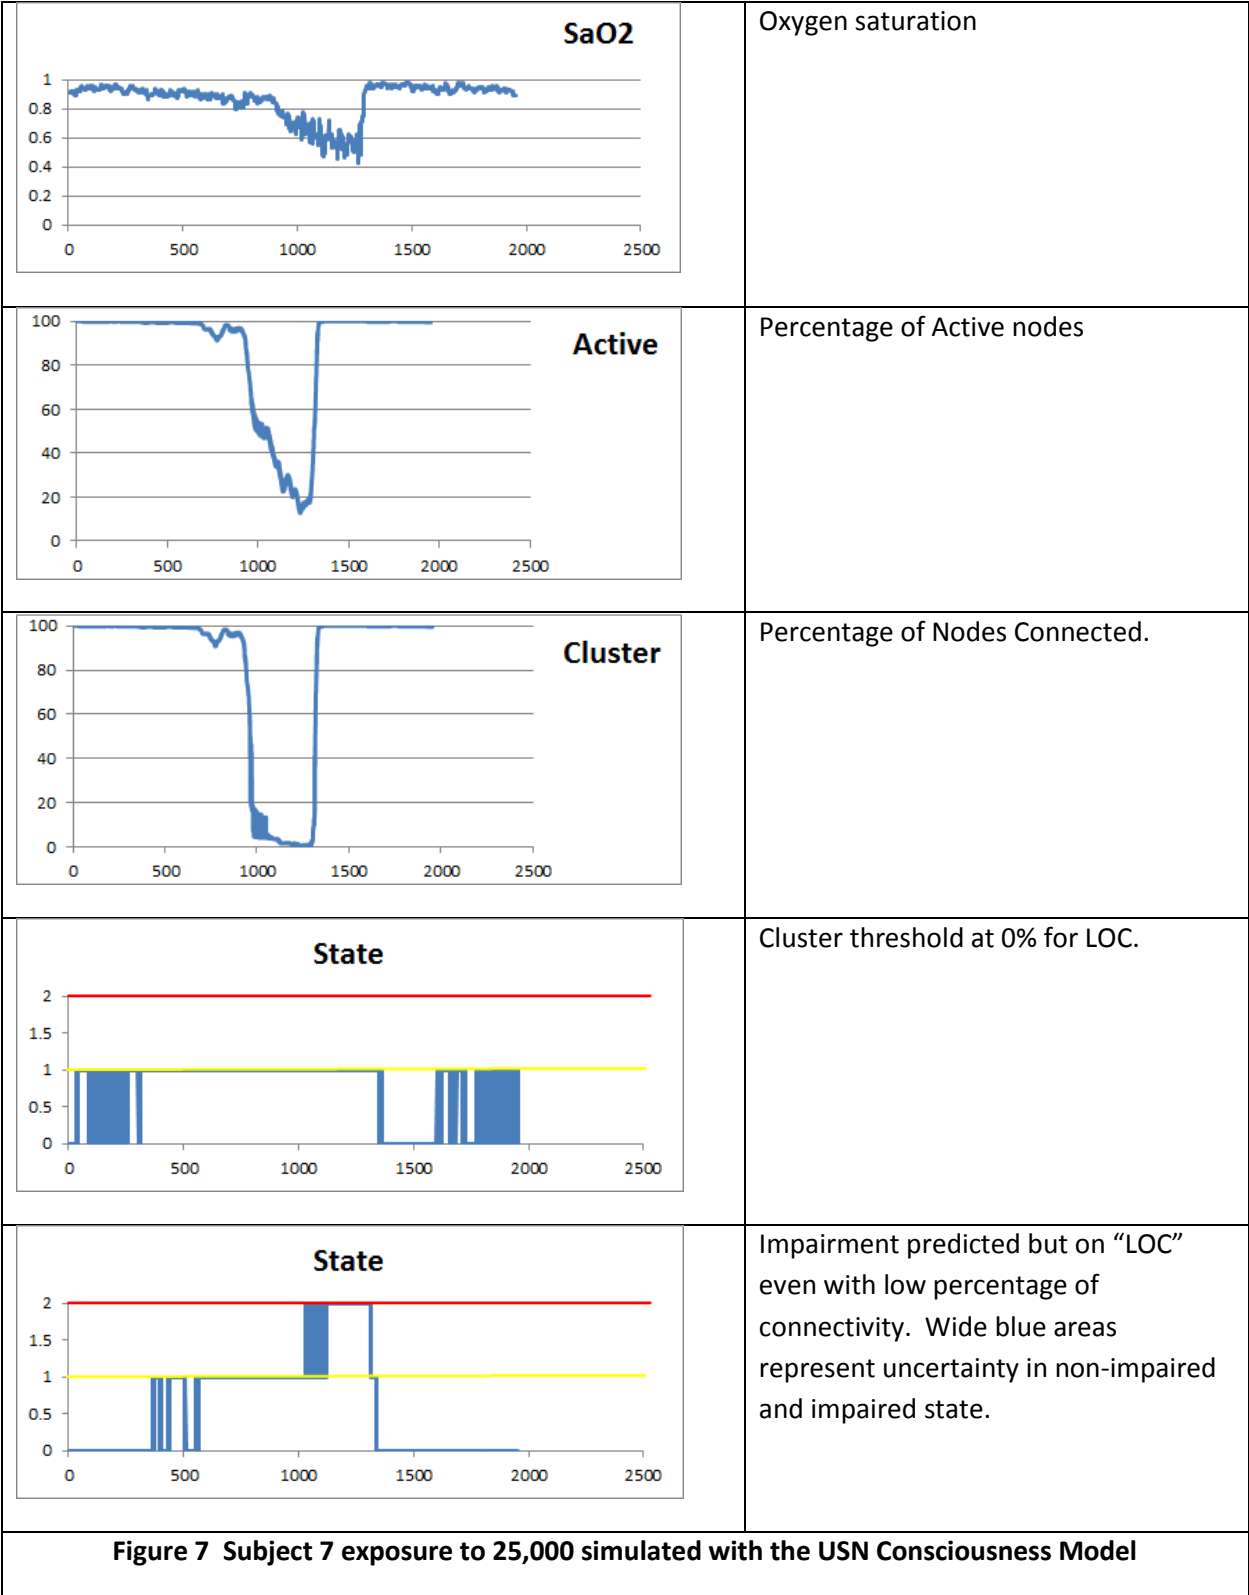 SaO2
1
0.8
0.6
0.4
0.2
0
0 500 1000 1500 2000 2500
Oxygen saturation
Active
100
80
60
40
20
0
0 500 1000 1500 2000 2500
Percentage of Active nodes
Cluster
100
80
60
40
20
0
0 500 1000 1500 2000 2500
Percentage of Nodes Connected.
State
2
1.5
1
0.5
0
0 500 1000 1500 2000 2500
Cluster threshold at 0% for LOC.
State
2
1.5
1
0.5
0
0 500 1000 1500 2000 2500
Impairment predicted but on “LOC”
even with low percentage of
connectivity. Wide blue areas
represent uncertainty in non-impaired
and impaired state.
Figure 7 Subject 7 exposure to 25,000 simulated with the USN Consciousness Model